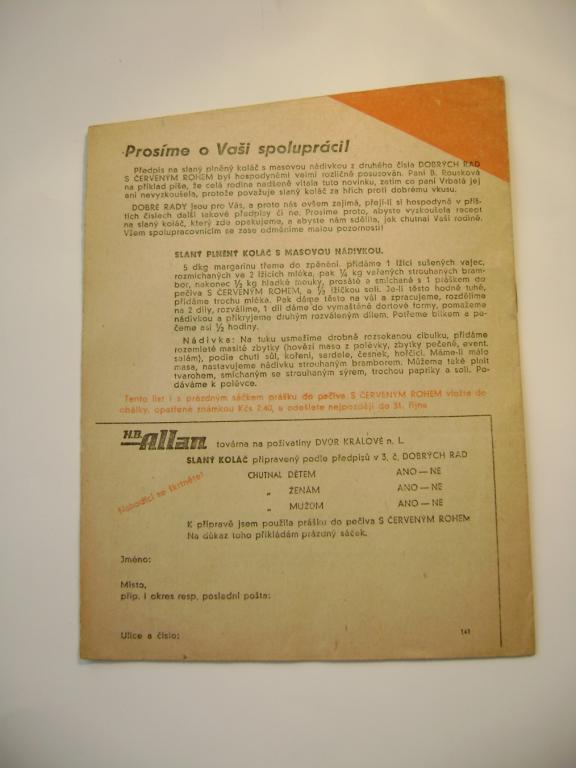 Prosíme o Vaši spolupráci!
Předpis na slaný plněný koláč s masovou nádivkou z druhého čísla DOBRÝCH RAD
S ČERVENÝM ROHEM byl hospodyněmi velmi rozličně posuzován. Paní B. Rousková
na příklad píše, že celá rodina nadšeně vítala tuto novinku, zatím co paní Vrbatá jej
ani nevyzkoušela, protože považuje slaný koláč za hřích proti dobrému vkusu.
DOBRÉ RADY jsou pro Vás, a proto nás ovšem zajímá, přejí-li si hospodyně v příš-
tích číslech další takové předpisy či ne. Prosíme proto, abyste vyzkoušela recept
na slaný koláč, který zde opakujeme, a abyste nám sdělila, jak chutnal Vaší rodině.
Všem spolupracovnicím se zase odměníme malou pozorností!
SLANÝ PLNĚNÝ KOLÁČ S MASOVOU NÁDIVKOU.
5 dkg margarinu třeme do zpěnění, přidáme 1 lžíci sušených vajec,
rozmíchaných ve 2 lžících mléka, pak ¼ kg vařených strouhaných bram-
bor, nakonec ½ kg hladké mouky, prosáté a smíchané s 1 práškem do
pečiva S ČERVENÝM ROHEM, a ½ lžičkou soli. Je-li těsto hodně tuhé,
přidáme trochu mléka. Pak dáme těsto na vál a zpracujeme, rozdělíme
na 2 díly, rozválíme, 1 díl dáme do vymaštěné dortové formy, pomažeme
nádivkou a přikryjeme druhým rozváleným dílem. Potřeme bílkem a pe-
čeme asi ½ hodiny.
Nádivka: Na tuku usmažíme drobně rozsekanou cibulku, přidáme
rozemleté masité zbytky (hovězí maso z polévky, zbytky pečeně, event.
salám), podle chuti sůl, koření, sardele, česnek, hořčici. Máme-li málo
masa, nastavujeme nádivku strouhaným bramborem. Můžeme také plnit
tvarohem, smíchaným se strouhaným sýrem, trochou papriky a soli. Po-
dáváme k polévce.
Tento list i s prázdným sáčkem prášku do pečiva S ČERVENÝM ROHEM vložte do
obálky, opatřené známkou Kčs 2.40, a odešlete nejpozději do 31. října
H.B. Allan továrna na poživatiny DVŮR KRÁLOVÉ n. L.
SLANÝ KOLÁČ připravený podle předpisů v 3. č. DOBRÝCH RAD
CHUTNAL DĚTEM ANO — NE
„ ŽENÁM ANO — NE
„ MUŽŮM ANO — NE
Nehodící se škrtněte!
K přípravě jsem použila prášku do pečiva S ČERVENÝM ROHEM
Na důkaz toho přikládám prázdný sáček.
Jméno:
Místo,
příp. i okres resp. poslední pošta:
Ulice a číslo:
141